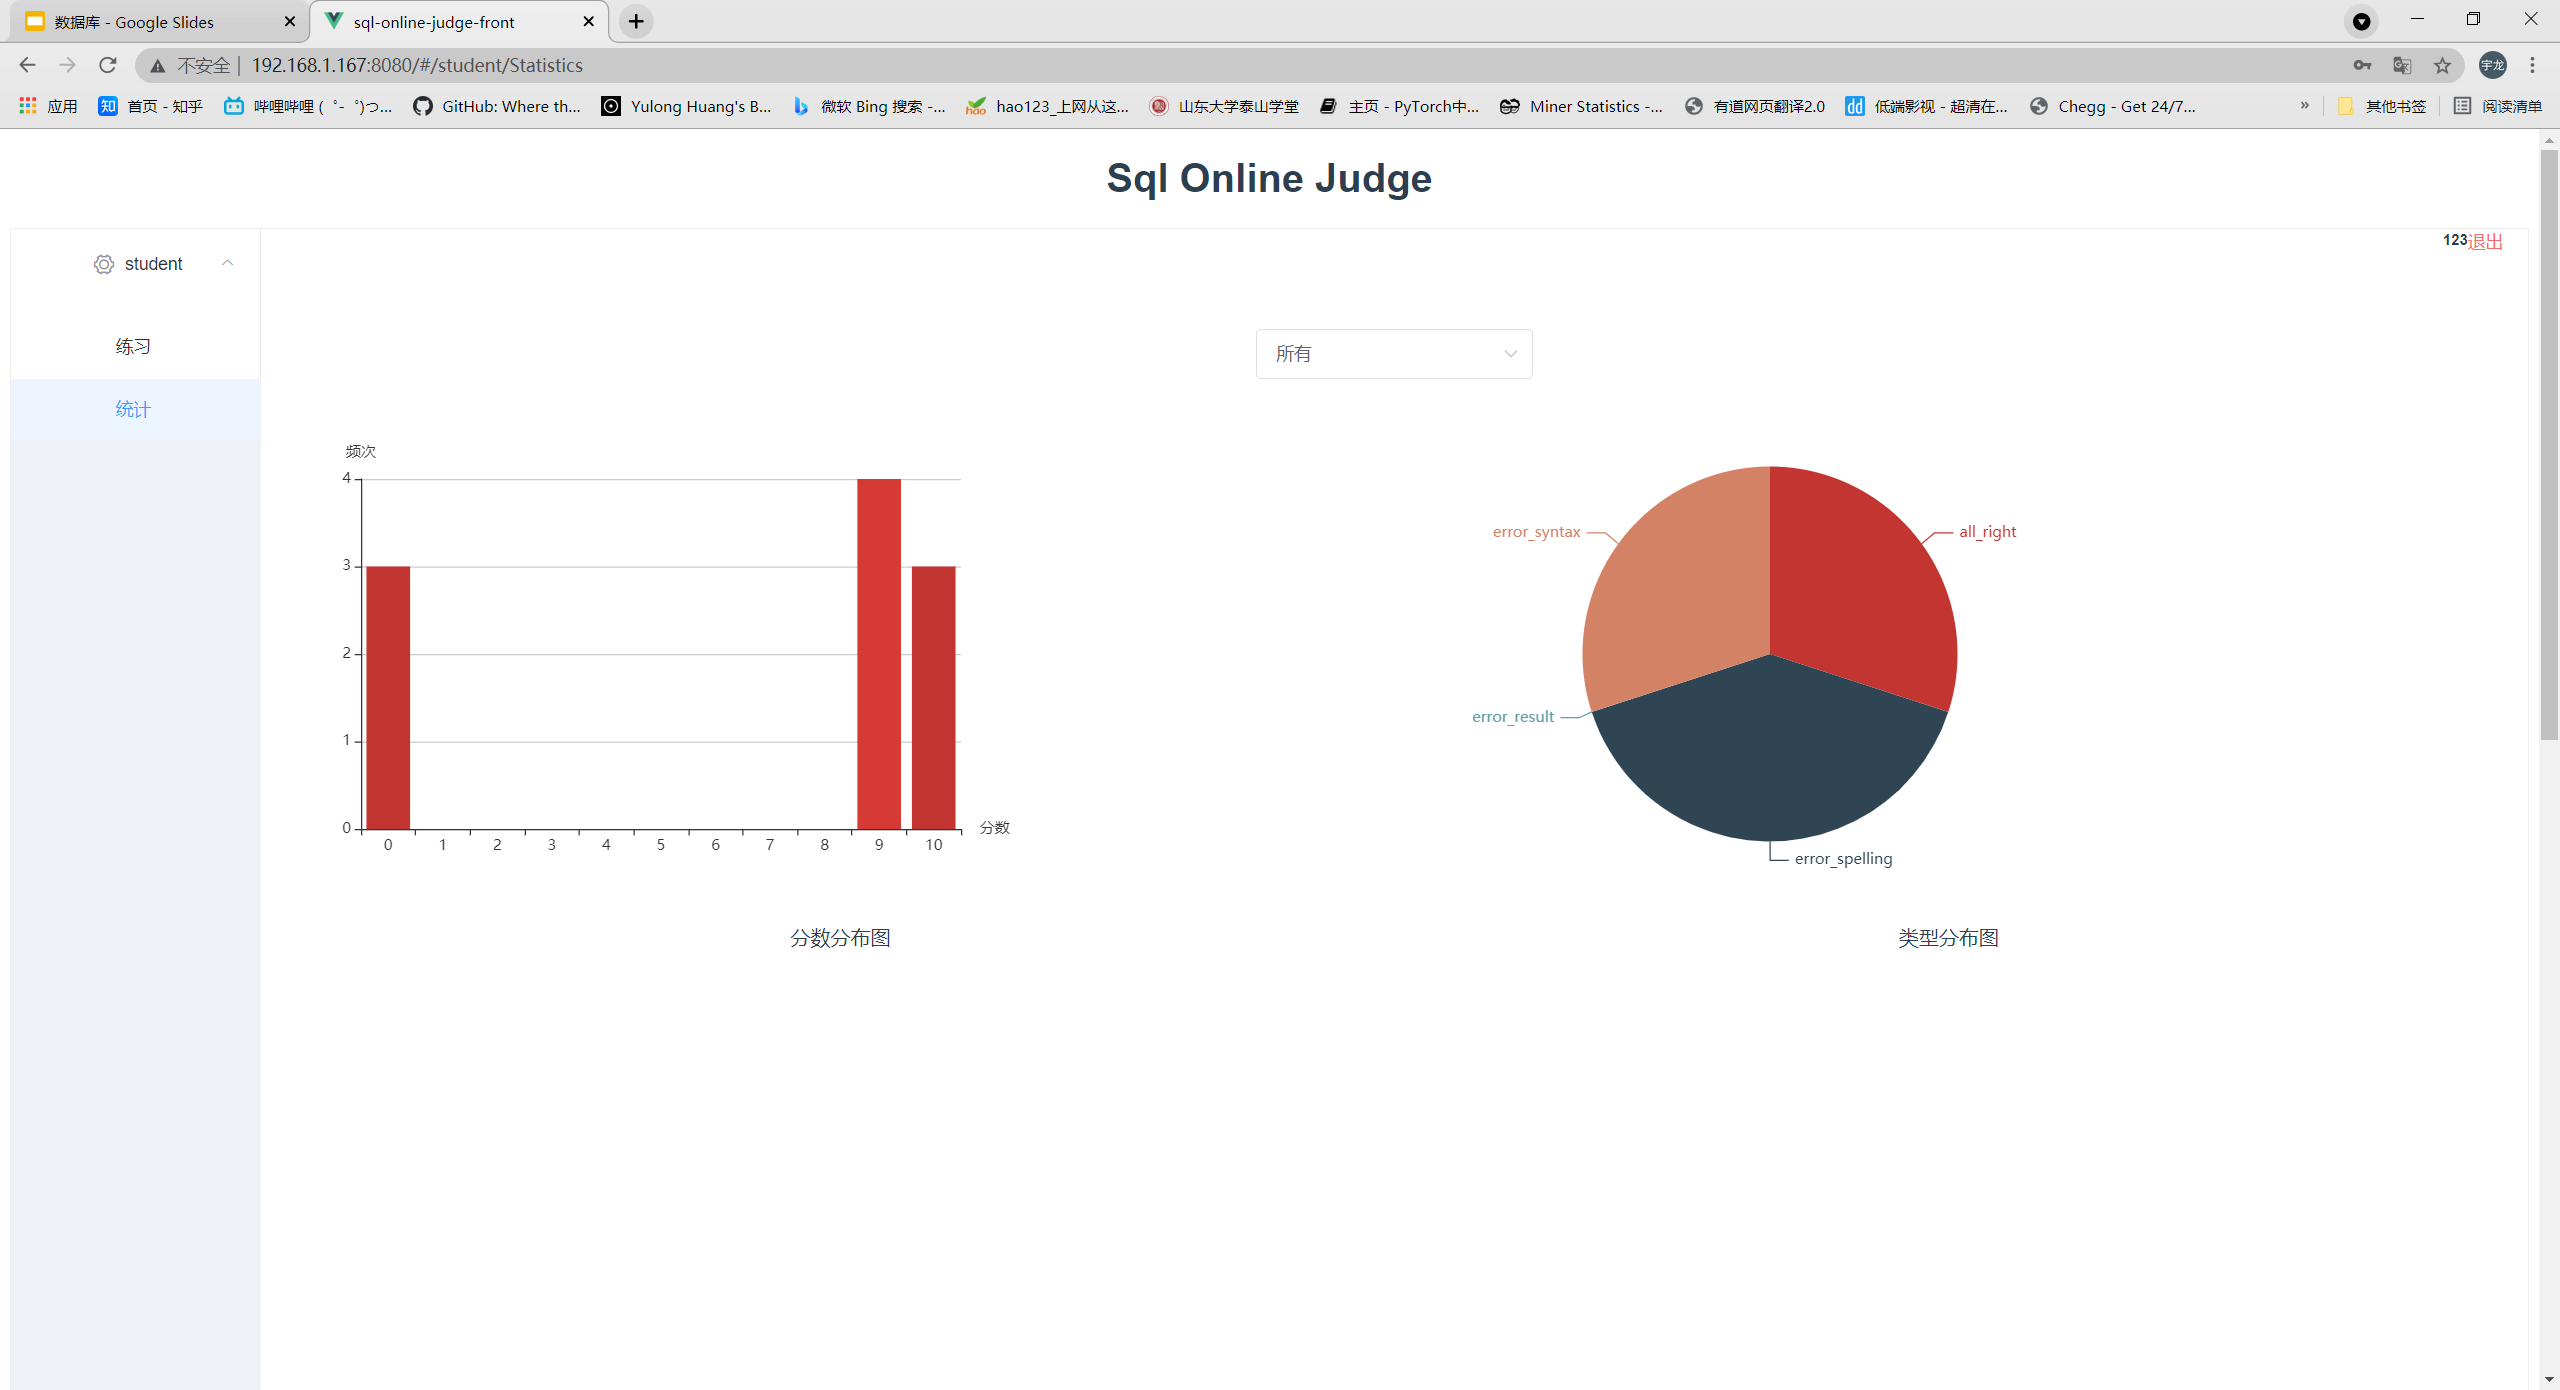 数据库 - Google Slides
sql-online-judge-front
不安全 | 192.168.1.167:8080/#/student/Statistics
宇龙
应用 知 首页 - 知乎 哔哩哔哩 ( ゜- ゜)つ... GitHub: Where th... Yulong Huang's B... 微软 Bing 搜索 -... hao hao123_上网从这... 山东大学泰山学堂 主页 - PyTorch中... Miner Statistics -... 有道网页翻译2.0 dd 低端影视 - 超清在... Chegg - Get 24/7... » 其他书签 阅读清单
Sql Online Judge
123退出
student
练习
统计
所有
频次
4
3
2
1
0
0 1 2 3 4 5 6 7 8 9 10
分数
分数分布图
error_syntax
all_right
error_result
error_spelling
类型分布图